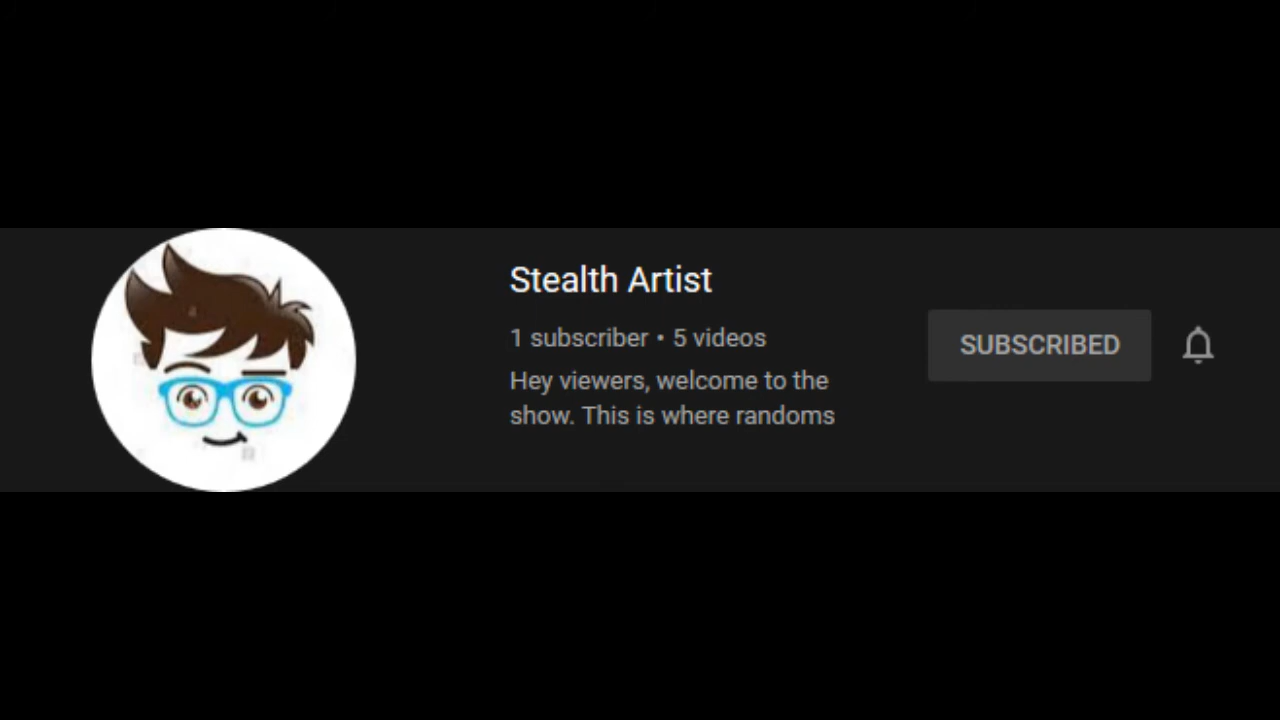 Stealth Artist
1 subscriber • 5 videos
SUBSCRIBED
Hey viewers, welcome to the
show. This is where randoms